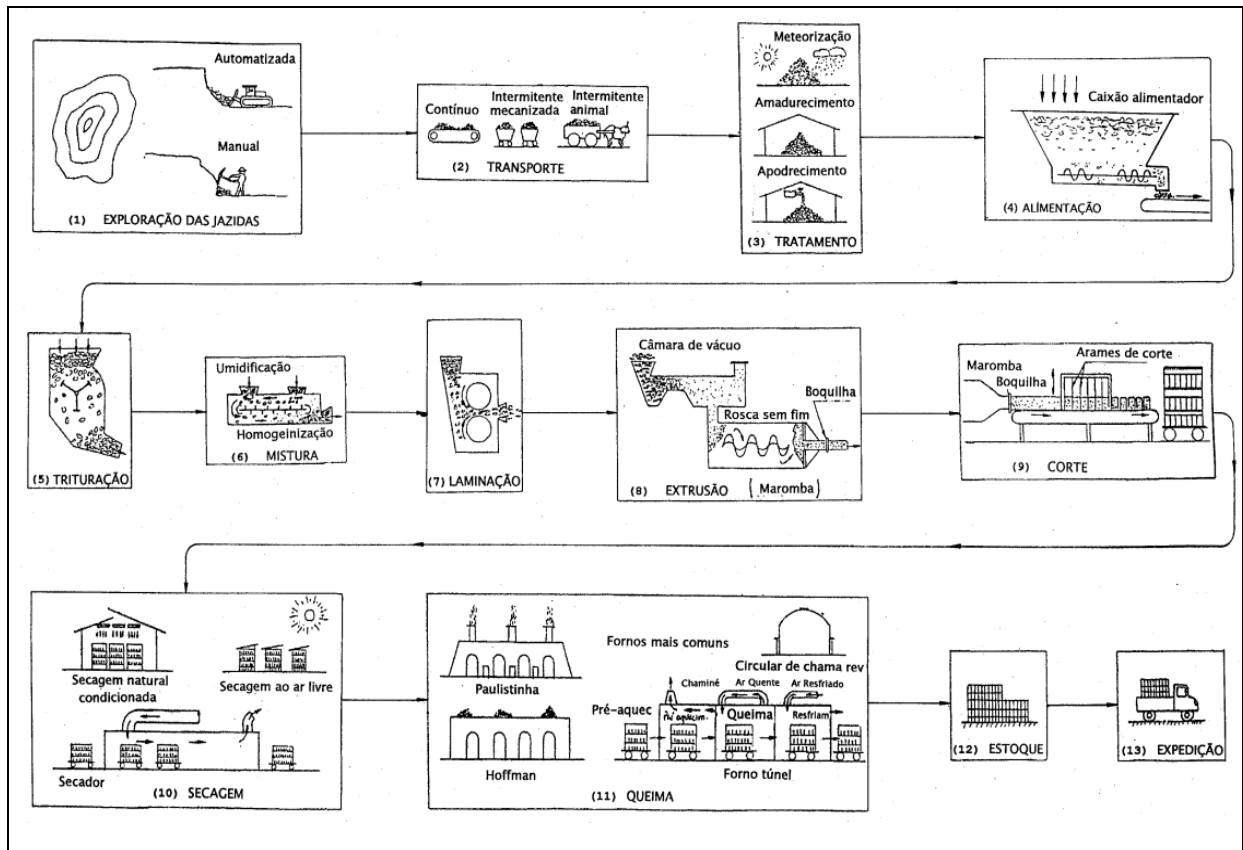 Automatizada
Manual
(1) EXPLORAÇÃO DAS JAZIDAS
Contínuo
Intermitente
mecanizada
Intermitente
animal
(2) TRANSPORTE
Meteorização
Amadurecimento
Apodrecimento
(3) TRATAMENTO
Caixão alimentador
(4) ALIMENTAÇÃO
(5) TRITURAÇÃO
Umidificação
Homogeinização
(6) MISTURA
(7) LAMINAÇÃO
Câmara de vácuo
Boquilha
Rosca sem fim
(8) EXTRUSÃO (Maromba)
Arames de corte
Maromba
Boquilha
(9) CORTE
Secagem natural
condicionada
Secagem ao ar livre
Secador
(10) SECAGEM
Paulistinha
Hoffman
Fornos mais comuns
Circular de chama rev
Chaminé
Ar Quente
Ar Resfriado
Pré-aquec
Queima
Resfriam
Forno túnel
(11) QUEIMA
(12) ESTOQUE
(13) EXPEDIÇÃO